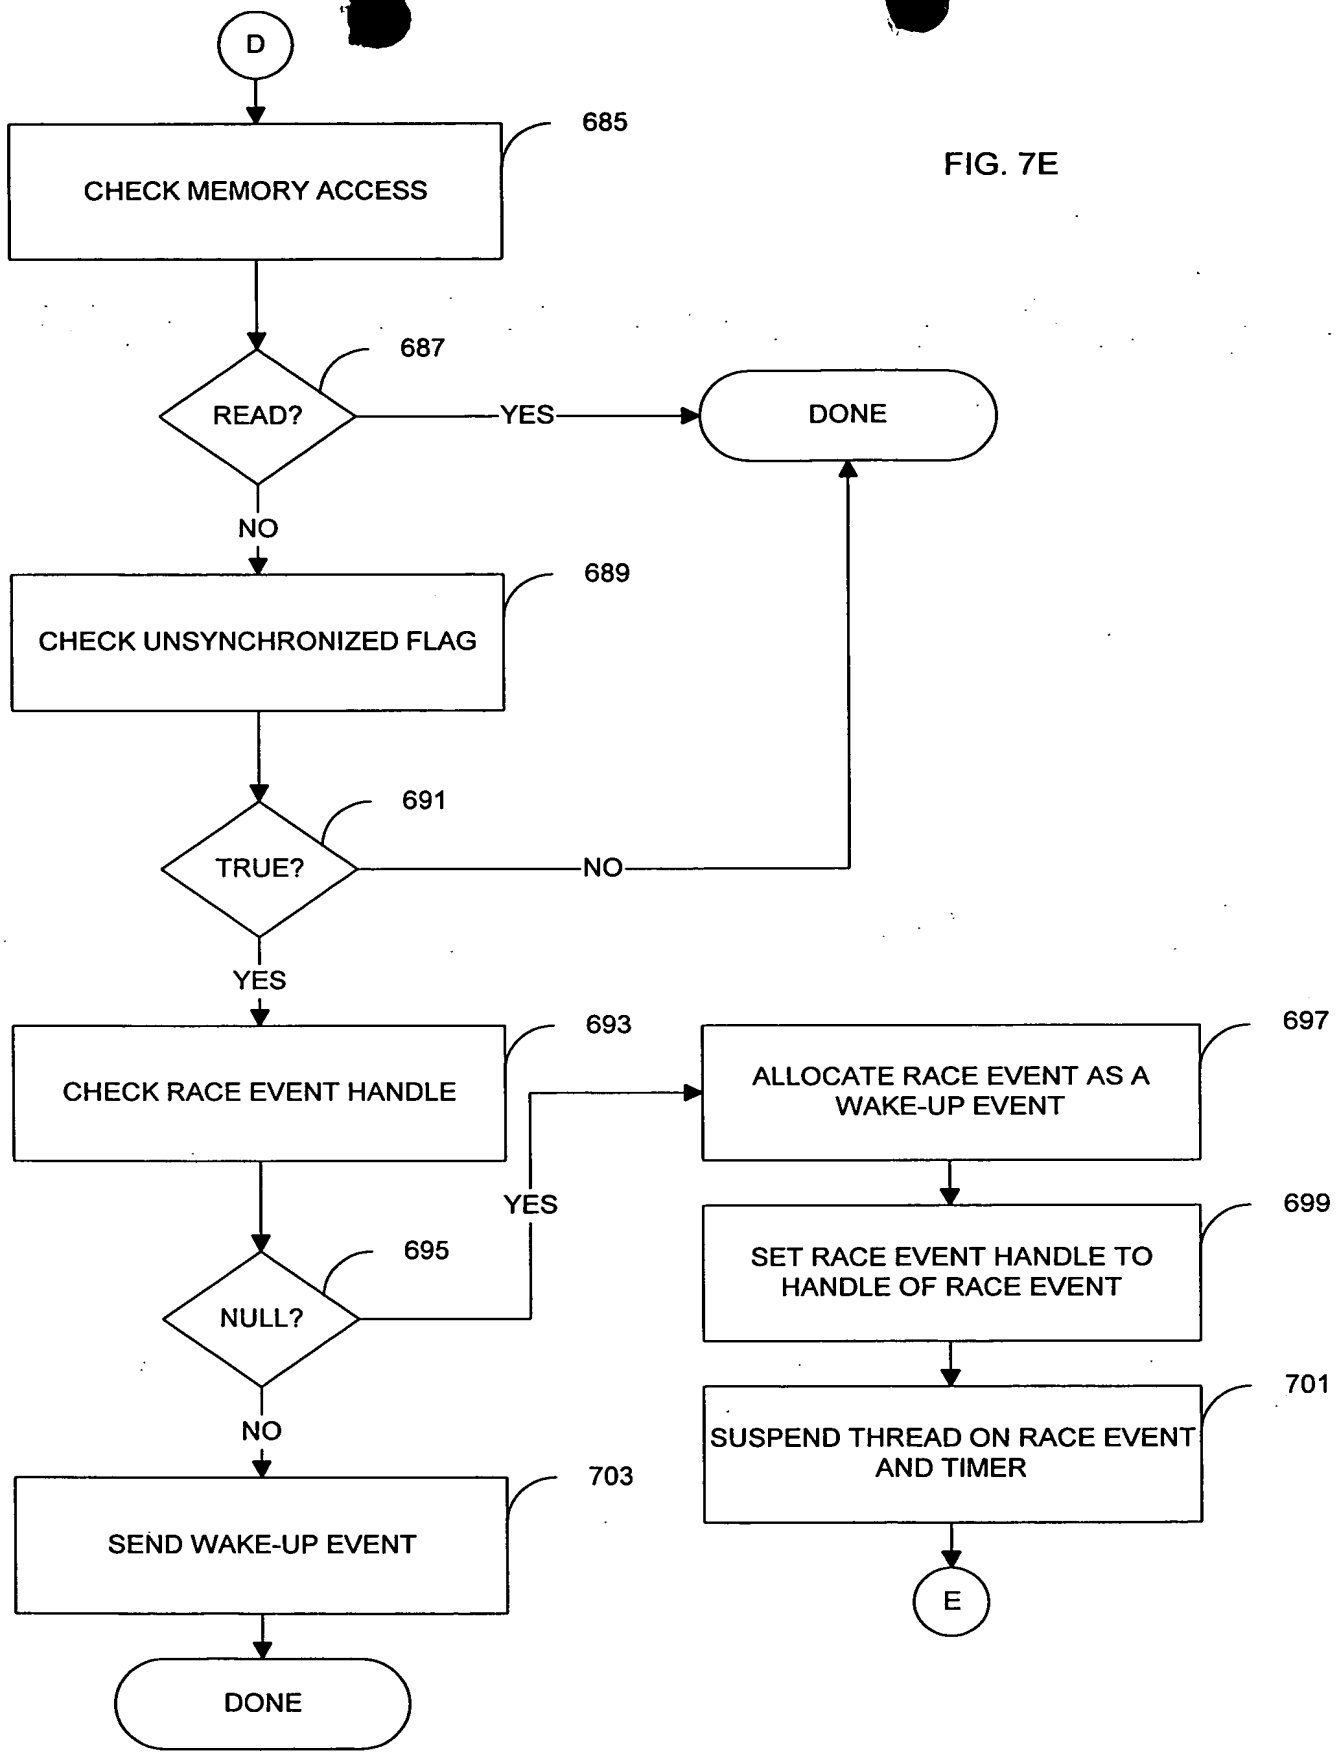 D
685
CHECK MEMORY ACCESS
FIG. 7E
687
READ?
YES
DONE
NO
689
CHECK UNSYNCHRONIZED FLAG
691
TRUE?
NO
YES
693
CHECK RACE EVENT HANDLE
697
ALLOCATE RACE EVENT AS A
WAKE-UP EVENT
YES
695
NULL?
699
SET RACE EVENT HANDLE TO
HANDLE OF RACE EVENT
701
SUSPEND THREAD ON RACE EVENT
AND TIMER
NO
703
SEND WAKE-UP EVENT
E
DONE